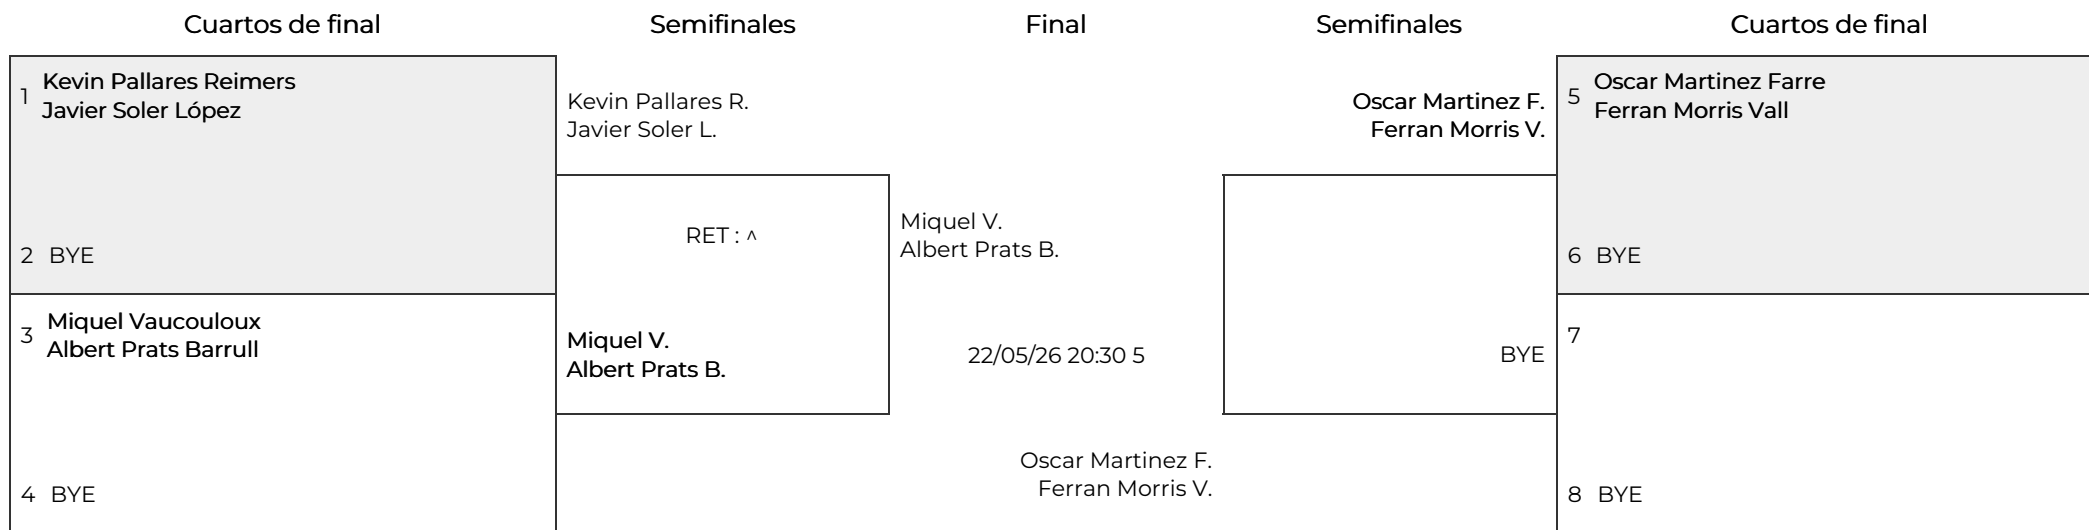 Cuartos de final
Semifinales
Final
Semifinales
Cuartos de final
1
Kevin Pallares Reimers
Javier Soler López
2 BYE
3
Miquel Vaucouloux
Albert Prats Barrull
4 BYE
Kevin Pallares R.
Javier Soler L.
RET : ^
Miquel V.
Albert Prats B.
Miquel V.
Albert Prats B.
22/05/26 20:30 5
Oscar Martinez F.
Ferran Morris V.
Oscar Martinez F.
Ferran Morris V.
BYE
5
Oscar Martinez Farre
Ferran Morris Vall
6 BYE
7
8 BYE